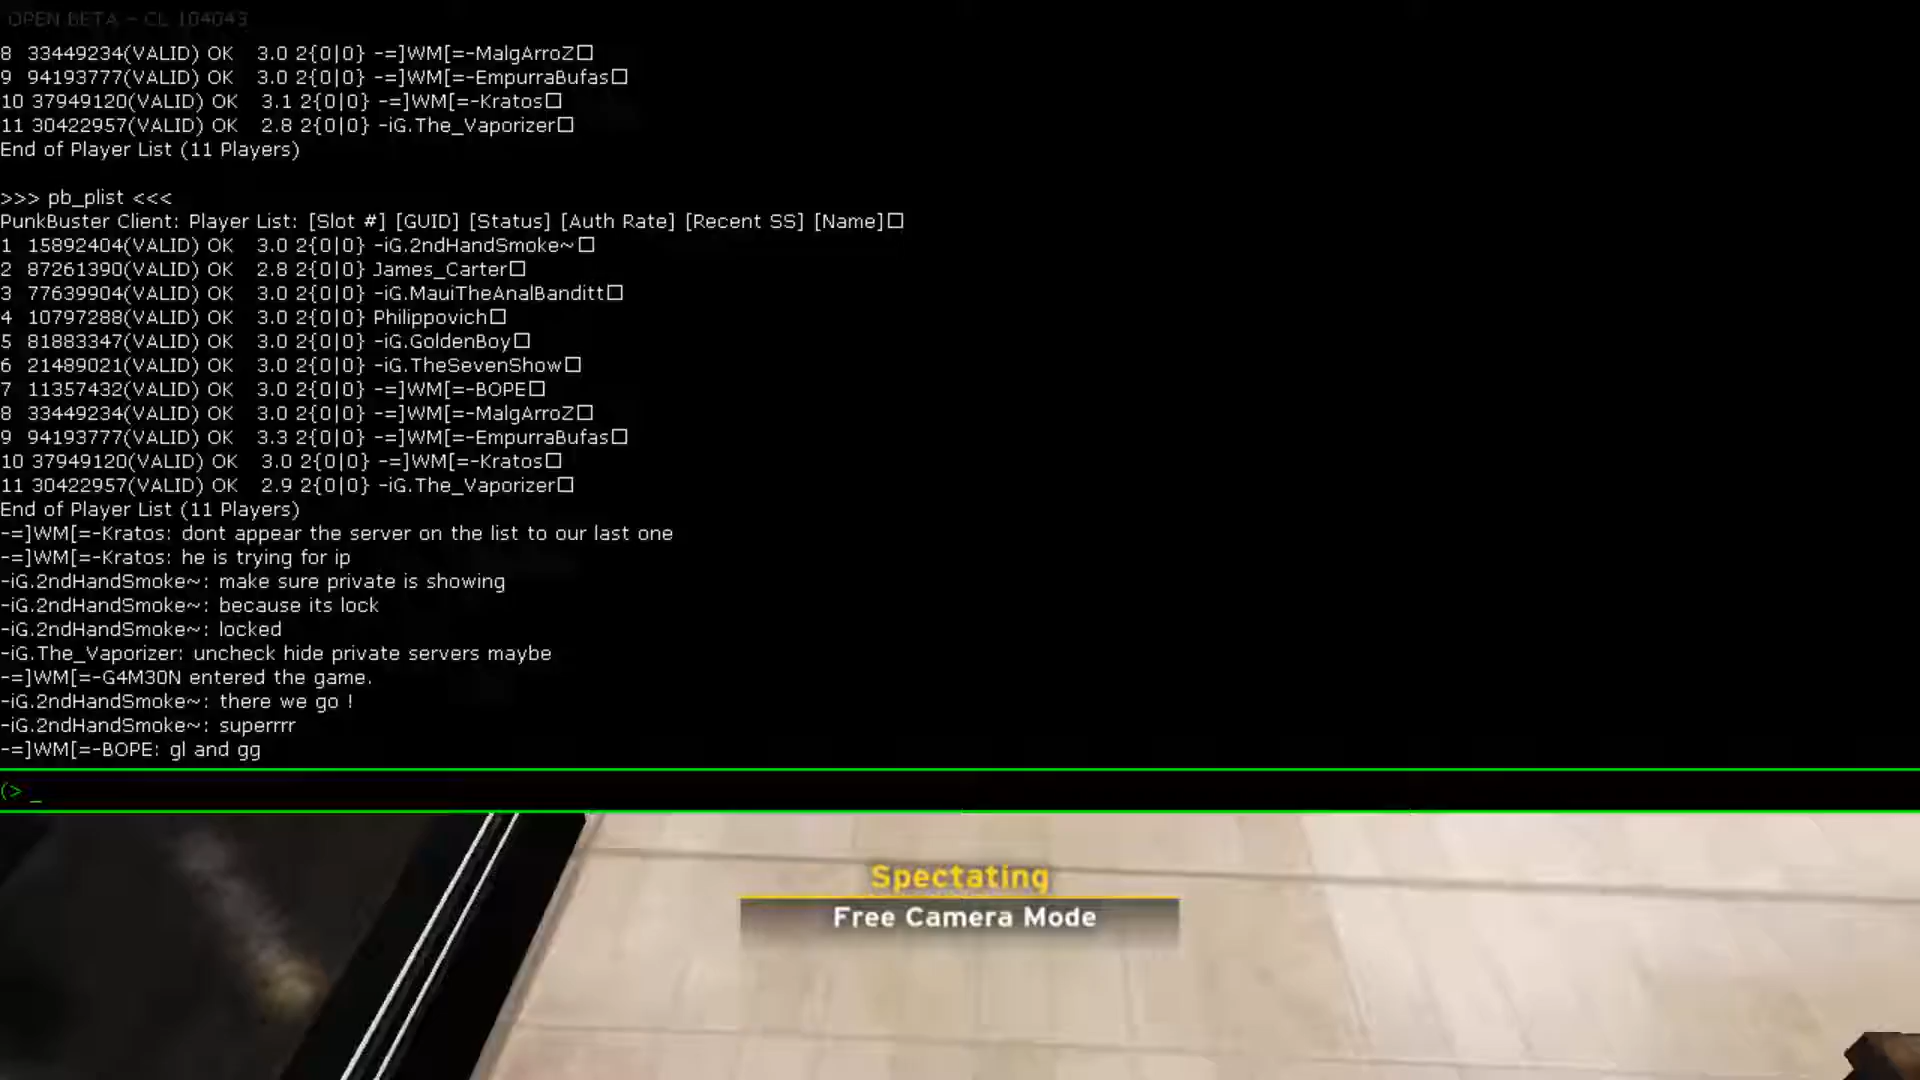 OPEN BETA - CL 104043
8 33449234(VALID) OK 3.0 2{0|0} -=]WM[=-MalgArroZ□
9 94193777(VALID) OK 3.0 2{0|0} -=]WM[=-EmpurraBufas□
10 37949120(VALID) OK 3.1 2{0|0} -=]WM[=-Kratos□
11 30422957(VALID) OK 2.8 2{0|0} -iG.The_Vaporizer□
End of Player List (11 Players)
>>> pb_plist <<<
PunkBuster Client: Player List: [Slot #] [GUID] [Status] [Auth Rate] [Recent SS] [Name]□
1 15892404(VALID) OK 3.0 2{0|0} -iG.2ndHandSmoke~□
2 87261390(VALID) OK 2.8 2{0|0} James_Carter□
3 77639904(VALID) OK 3.0 2{0|0} -iG.MauiTheAnalBanditt□
4 10797288(VALID) OK 3.0 2{0|0} Philippovich□
5 81883347(VALID) OK 3.0 2{0|0} -iG.GoldenBoy□
6 21489021(VALID) OK 3.0 2{0|0} -iG.TheSevenShow□
7 11357432(VALID) OK 3.0 2{0|0} -=]WM[=-BOPE□
8 33449234(VALID) OK 3.0 2{0|0} -=]WM[=-MalgArroZ□
9 94193777(VALID) OK 3.3 2{0|0} -=]WM[=-EmpurraBufas□
10 37949120(VALID) OK 3.0 2{0|0} -=]WM[=-Kratos□
11 30422957(VALID) OK 2.9 2{0|0} -iG.The_Vaporizer□
End of Player List (11 Players)
-=]WM[=-Kratos: dont appear the server on the list to our last one
-=]WM[=-Kratos: he is trying for ip
-iG.2ndHandSmoke~: make sure private is showing
-iG.2ndHandSmoke~: because its lock
-iG.2ndHandSmoke~: locked
-iG.The_Vaporizer: uncheck hide private servers maybe
-=]WM[=-G4M30N entered the game.
-iG.2ndHandSmoke~: there we go !
-iG.2ndHandSmoke~: superrrr
-=]WM[=-BOPE: gl and gg
(> _
Spectating
Free Camera Mode